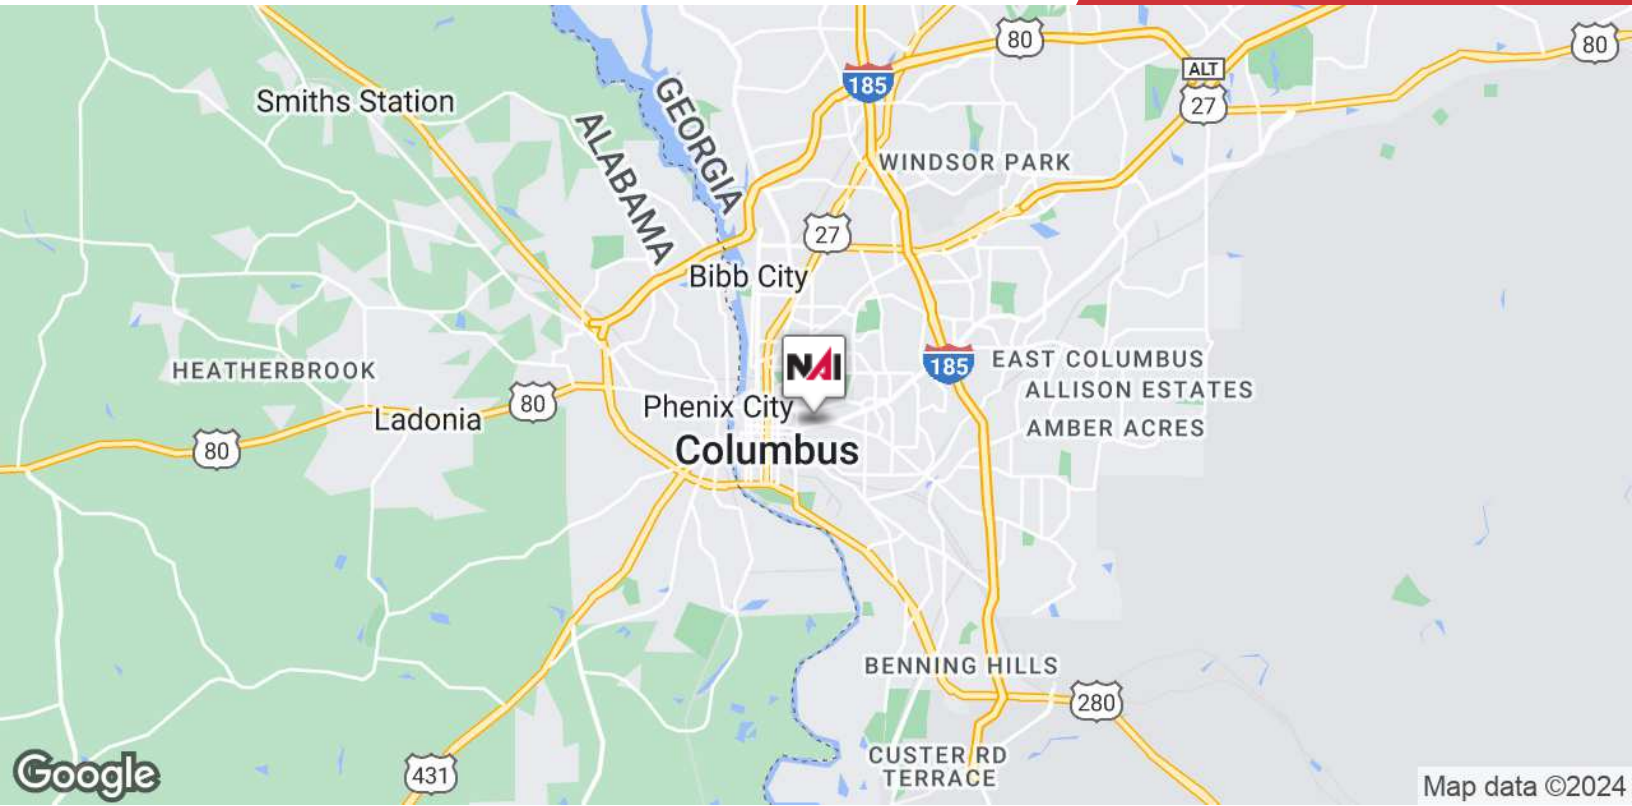 80
80
ALT
27
185
Smiths Station
GEORGIA
ALABAMA
WINDSOR PARK
27
Bibb City
NAI
185
EAST COLUMBUS
HEATHERBROOK
ALLISON ESTATES
80
Phenix City
Ladonia
AMBER ACRES
80
Columbus
BENNING HILLS
280
CUSTER RD
TERRACE
431
Google
Map data ©2024